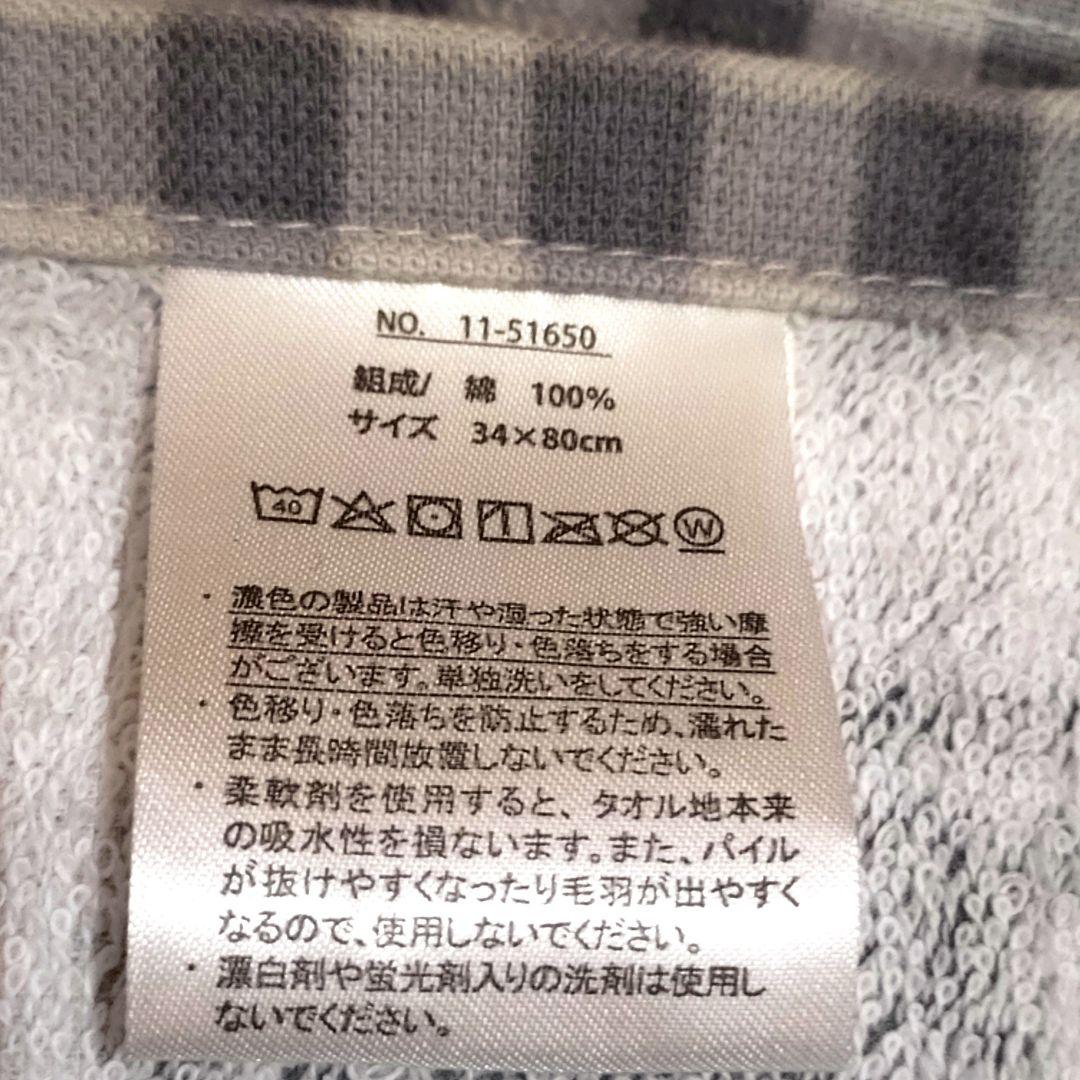 NO. 11-51650
組成/ 綿 100%
サイズ 34×80cm
40 W
・濃色の製品は汗や湿った状態で強い摩
擦を受けると色移り・色落ちをする場合
がございます。単独洗いをしてください。
・色移り・色落ちを防止するため、濡れた
まま長時間放置しないでください。
・柔軟剤を使用すると、タオル地本来
の吸水性を損ないます。また、パイル
が抜けやすくなったり毛羽が出やすく
なるので、使用しないでください。
・漂白剤や蛍光剤入りの洗剤は使用し
ないでください。